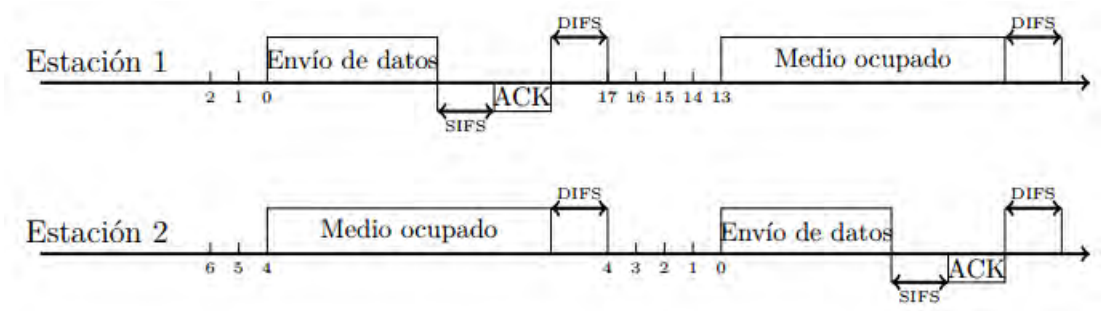 DIFS DIFS
Estación 1 Envío de datos Medio ocupado
2 1 0 ACK 17 16 15 14 13
SIFS
DIFS DIFS
Estación 2 Medio ocupado Envío de datos
6 5 4 4 3 2 1 0 ACK
SIFS